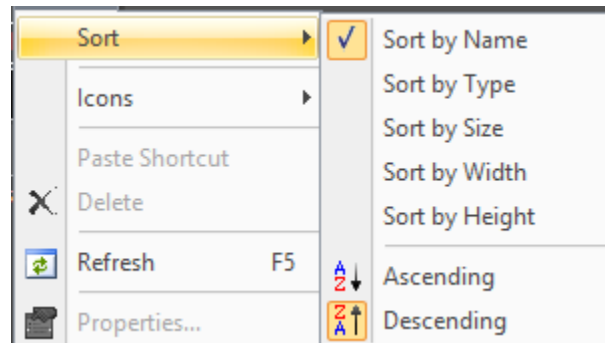 Sort
Icons
Paste Shortcut
Delete
Refresh F5
Properties...
Sort by Name
Sort by Type
Sort by Size
Sort by Width
Sort by Height
A
Z
Ascending
Z
A
Descending